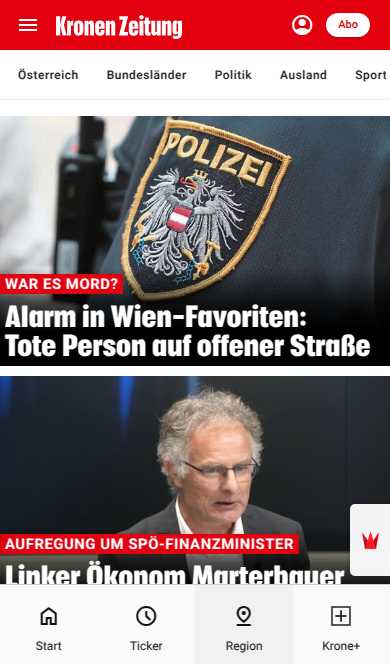 Kronen Zeitung
Abo
Österreich Bundesländer Politik Ausland Sport
POLIZEI
WAR ES MORD?
Alarm in Wien-Favoriten:
Tote Person auf offener Straße
AUFREGUNG UM SPÖ-FINANZMINISTER
Linker Ökonom Marterbauer
Start Ticker Region Krone+